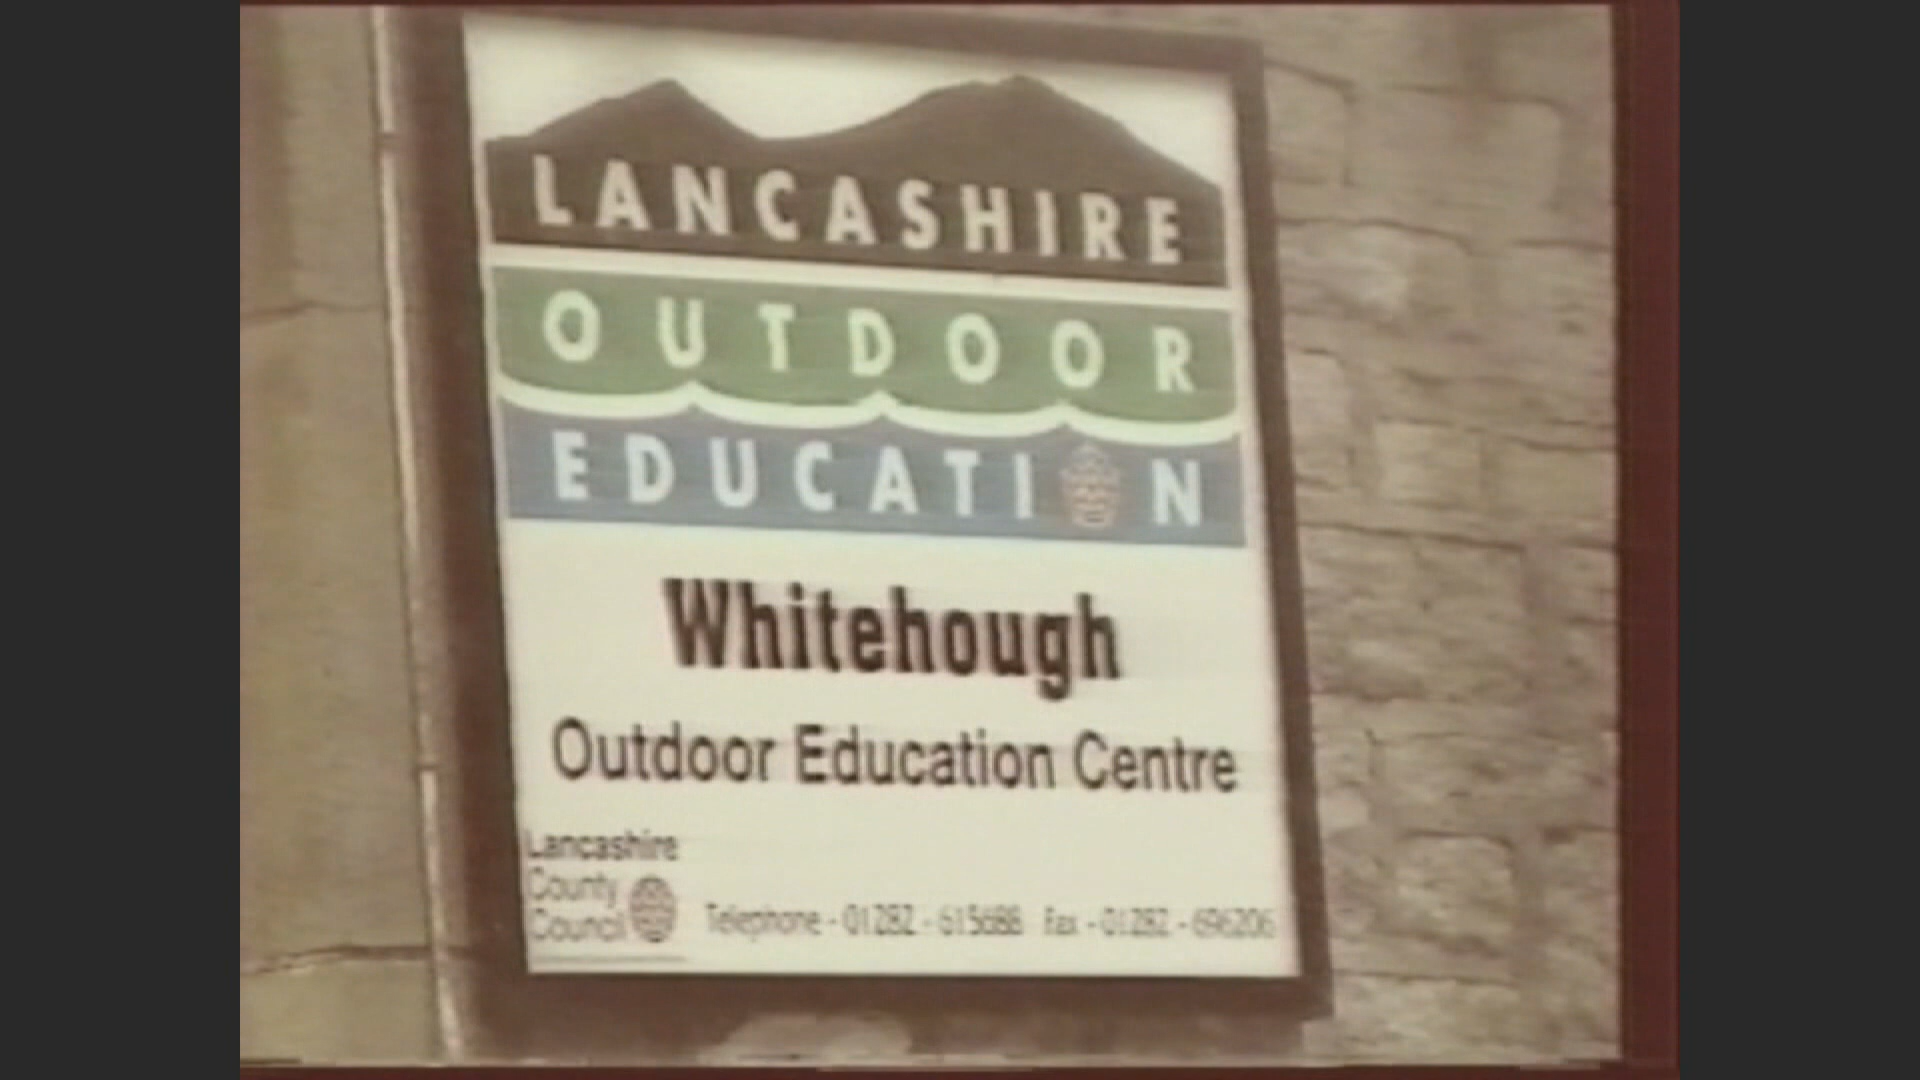 LANCASHIRE
OUTDOOR
EDUCATION
Whitehough
Outdoor Education Centre
Lancashire
County
Council
Telephone - 01282 - 615688 Fax - 01282 - 696206